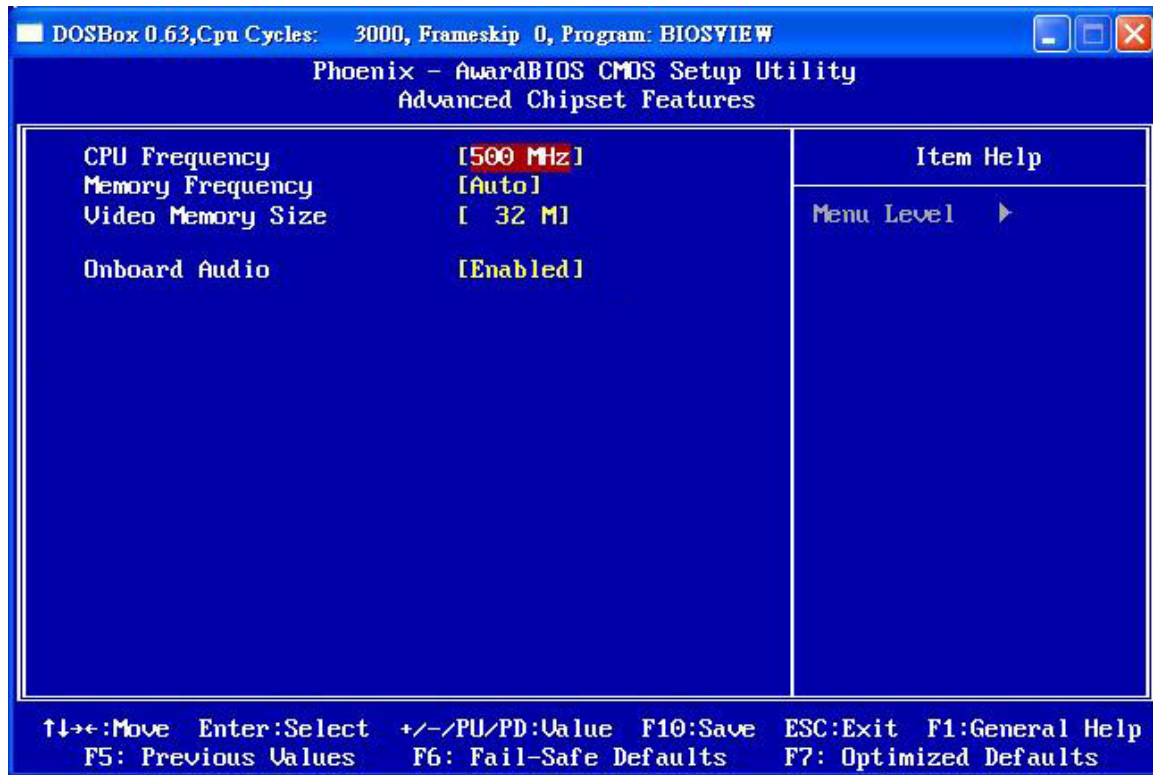 DOSBox 0.63,Cpu Cycles: 3000, Frameskip 0, Program: BIOSVIEW
Phoenix - AwardBIOS CMOS Setup Utility
Advanced Chipset Features
CPU Frequency [500 MHz]
Memory Frequency [Auto]
Video Memory Size [ 32 M]
Onboard Audio [Enabled]
Item Help
Menu Level ▶
↑↓→←:Move Enter:Select +/-/PU/PD:Value F10:Save ESC:Exit F1:General Help
F5: Previous Values F6: Fail-Safe Defaults F7: Optimized Defaults